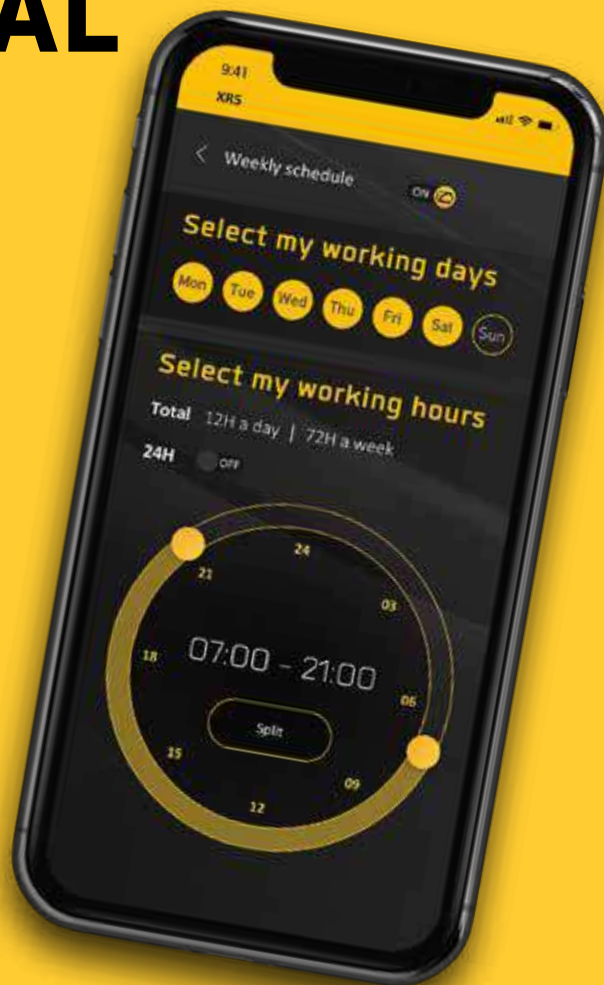 AL
9:41
XR5
Weekly schedule
ON
Select my working days
Mon Tue Wed Thu Fri Sat Sun
Select my working hours
Total 12H a day | 72H a week
24H OFF
24
21
03
07:00 - 21:00
18
06
Split
15
09
12